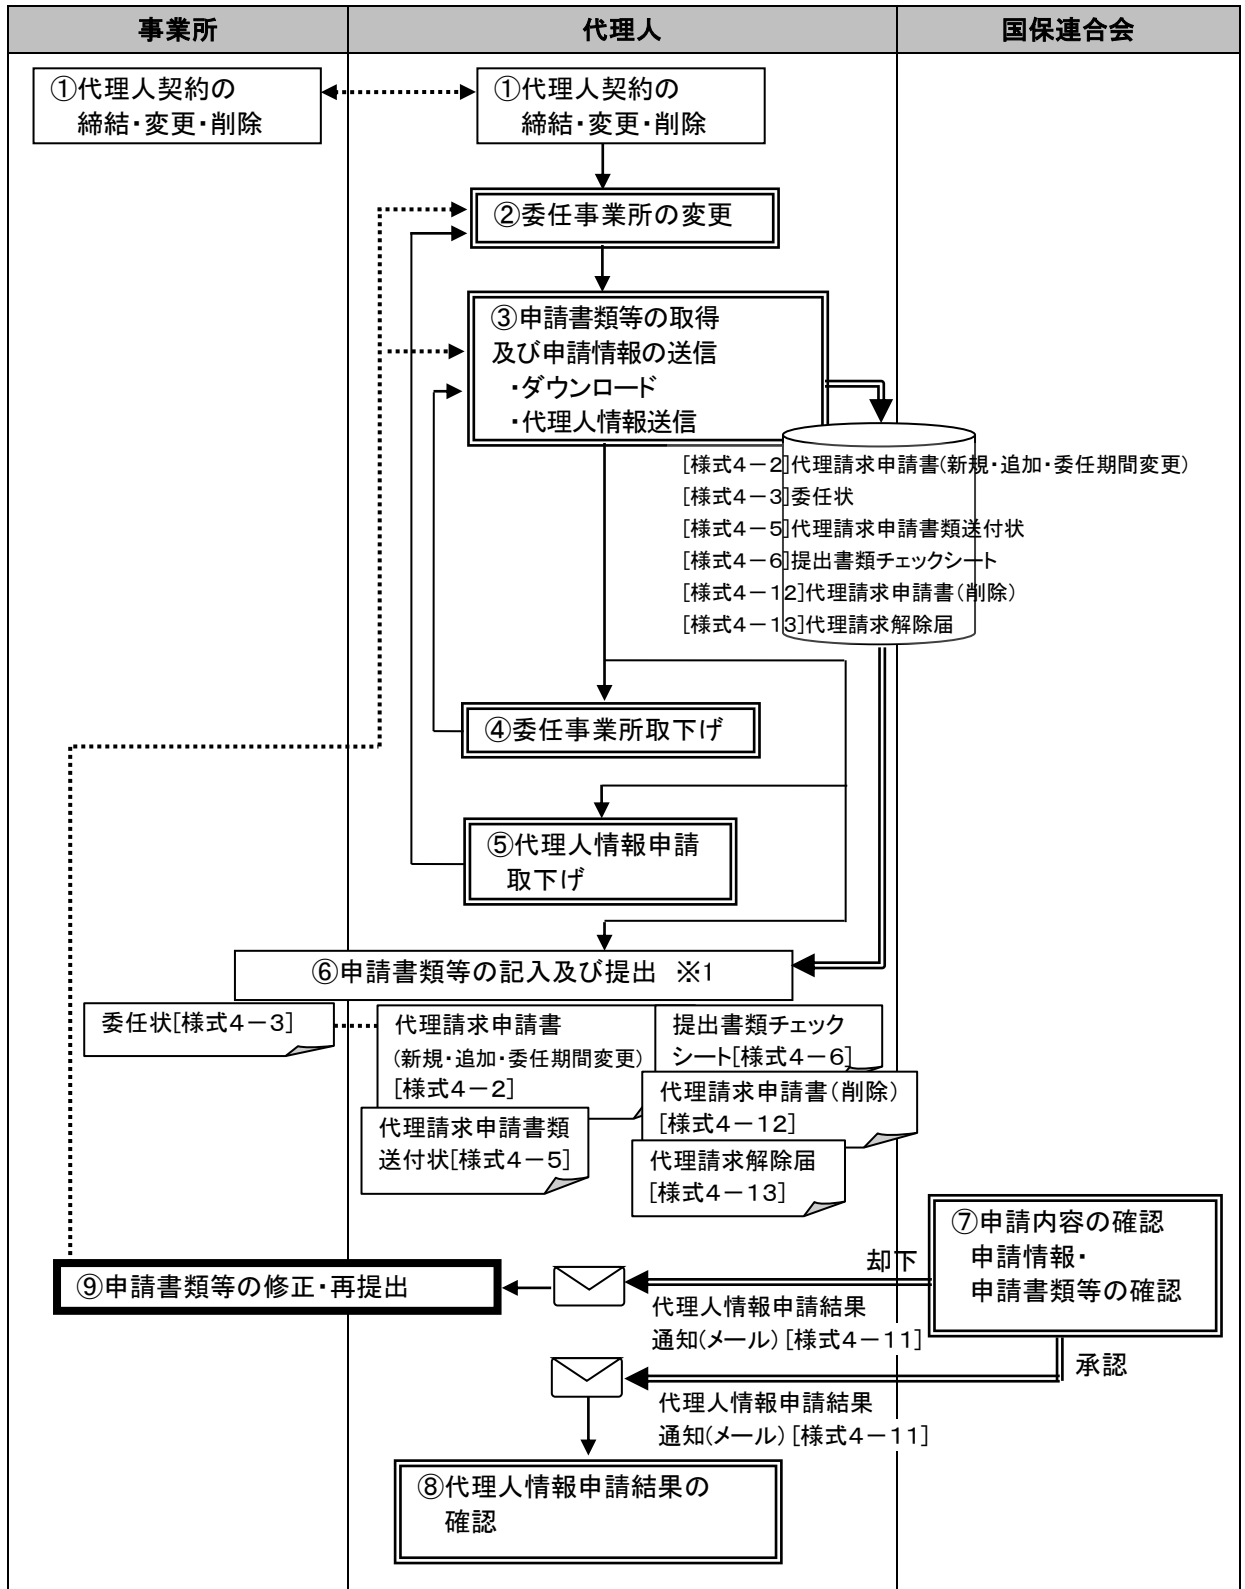 事業所
代理人
国保連合会
①代理人契約の
締結・変更・削除
①代理人契約の
締結・変更・削除
②委任事業所の変更
③申請書類等の取得
及び申請情報の送信
・ダウンロード
・代理人情報送信
[様式4－2]代理請求申請書(新規・追加・委任期間変更)
[様式4－3]委任状
[様式4－5]代理請求申請書類送付状
[様式4－6]提出書類チェックシート
[様式4－12]代理請求申請書(削除)
[様式4－13]代理請求解除届
④委任事業所取下げ
⑤代理人情報申請
取下げ
⑥申請書類等の記入及び提出 ※1
委任状[様式4－3]
代理請求申請書
(新規・追加・委任期間変更)
[様式4－2]
提出書類チェック
シート[様式4－6]
代理請求申請書(削除)
[様式4－12]
代理請求申請書類
送付状[様式4－5]
代理請求解除届
[様式4－13]
⑦申請内容の確認
申請情報・
申請書類等の確認
却下
⑨申請書類等の修正・再提出
代理人情報申請結果
通知(メール)[様式4－11]
承認
代理人情報申請結果
通知(メール)[様式4－11]
⑧代理人情報申請結果の
確認